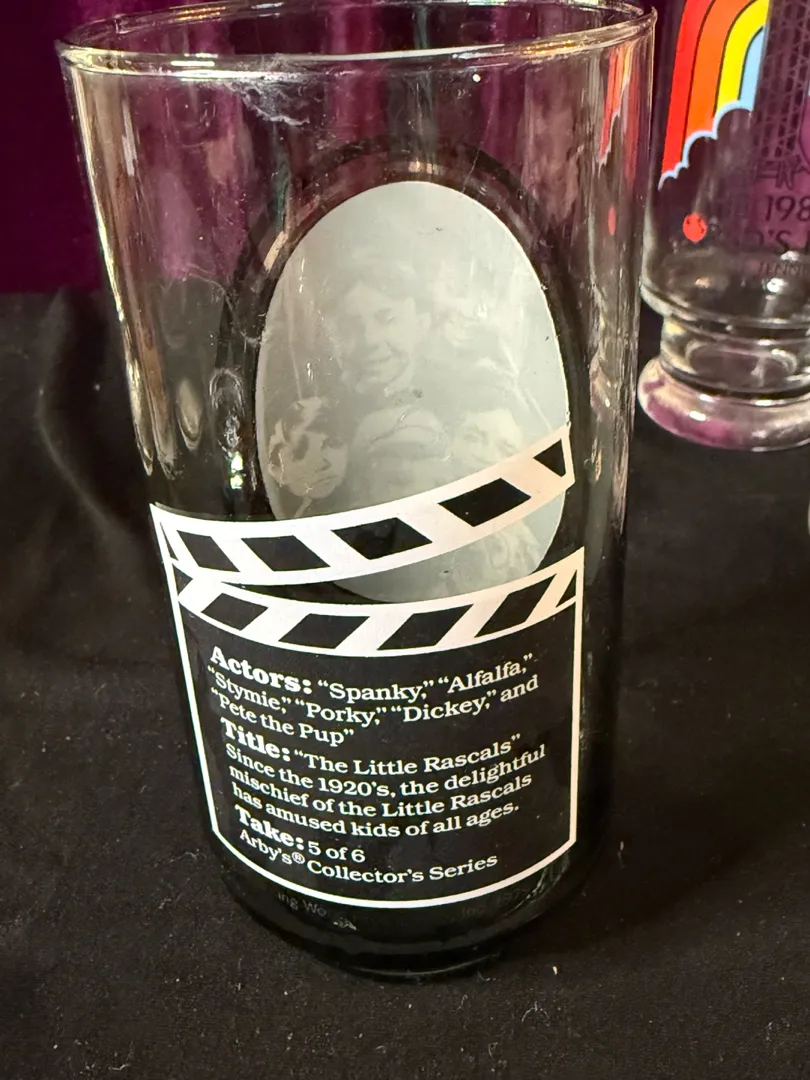 Actors: "Spanky," "Alfalfa,"
"Stymie," "Porky," "Dickey," and
"Pete the Pup"
Title: "The Little Rascals"
Since the 1920's, the delightful
mischief of the Little Rascals
has amused kids of all ages.
Take: 5 of 6
Arby's® Collector's Series
198